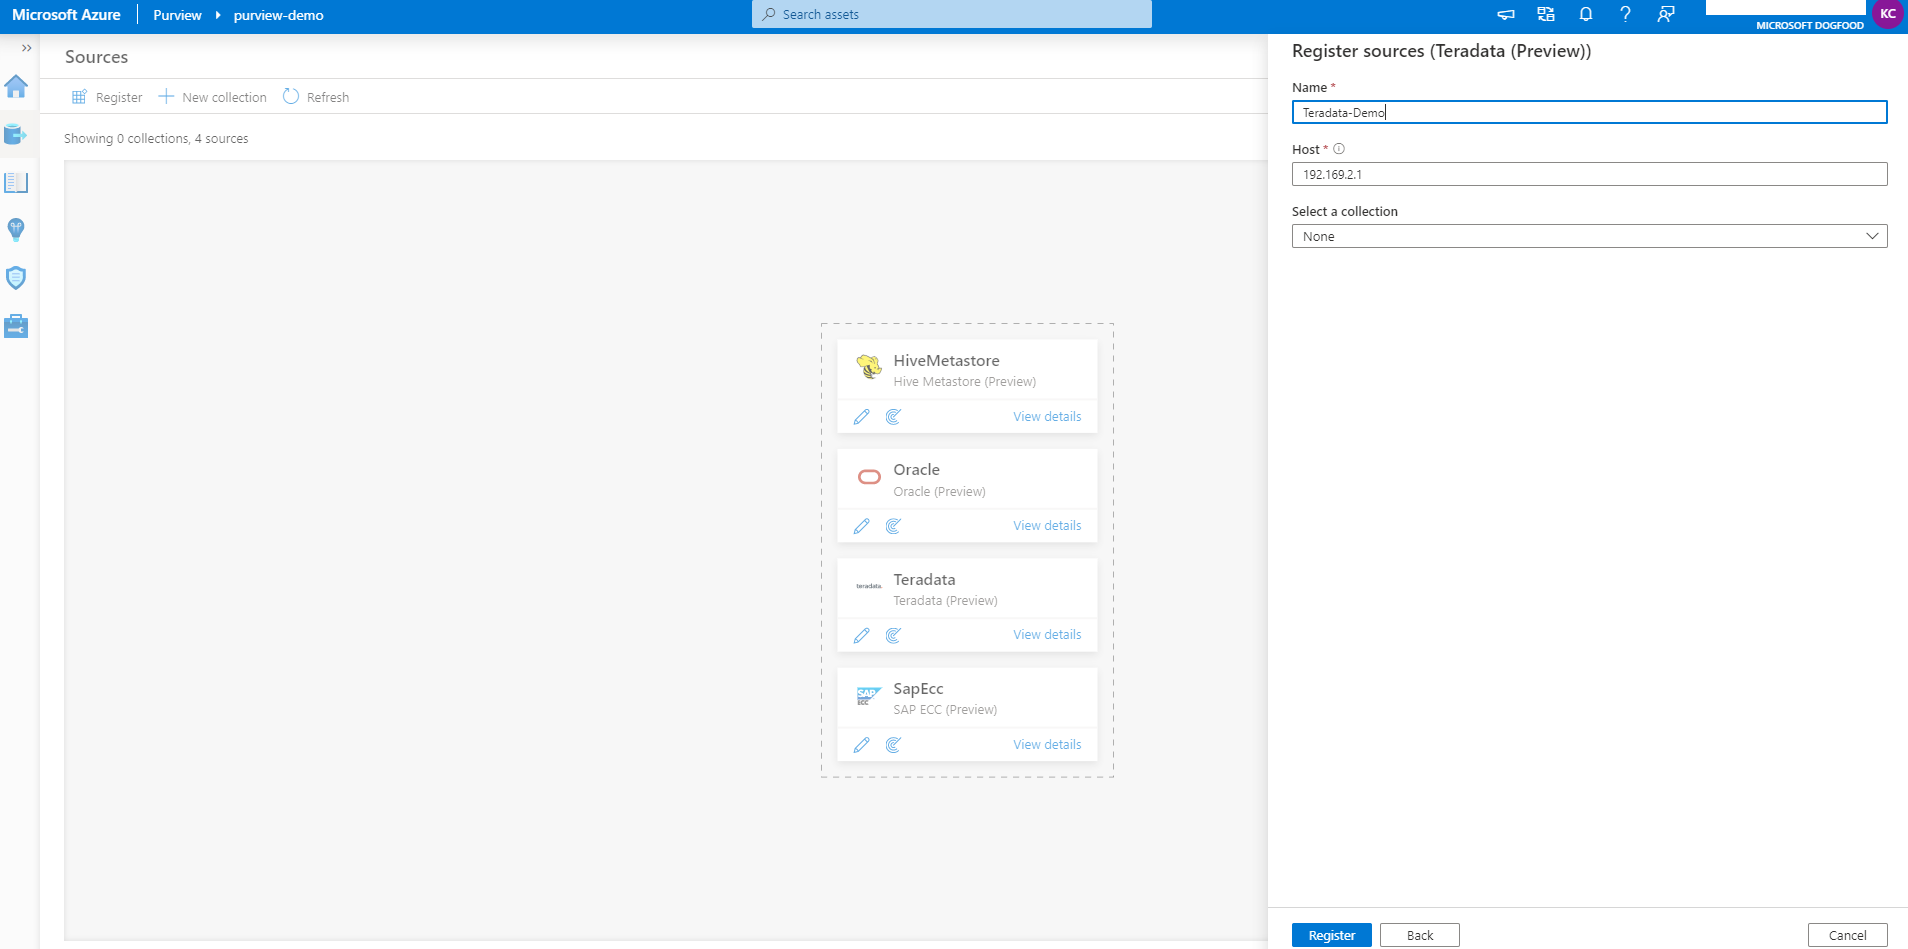 Microsoft Azure
Purview
purview-demo
Search assets
MICROSOFT DOGFOOD
KC
Sources
Register
New collection
Refresh
Showing 0 collections, 4 sources
HiveMetastore
Hive Metastore (Preview)
View details
Oracle
Oracle (Preview)
View details
teradata.
Teradata
Teradata (Preview)
View details
SAP
ECC
SapEcc
SAP ECC (Preview)
View details
Register sources (Teradata (Preview))
Name *
Teradata-Demo
Host *
192.169.2.1
Select a collection
None
Register
Back
Cancel